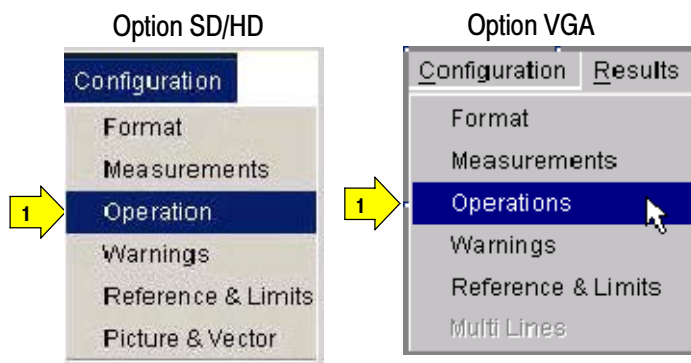 Option SD/HD
Configuration
Format
Measurements
1
Operation
Warnings
Reference & Limits
Picture & Vector
Option VGA
Configuration Results
Format
Measurements
1
Operations
Warnings
Reference & Limits
Multi Lines